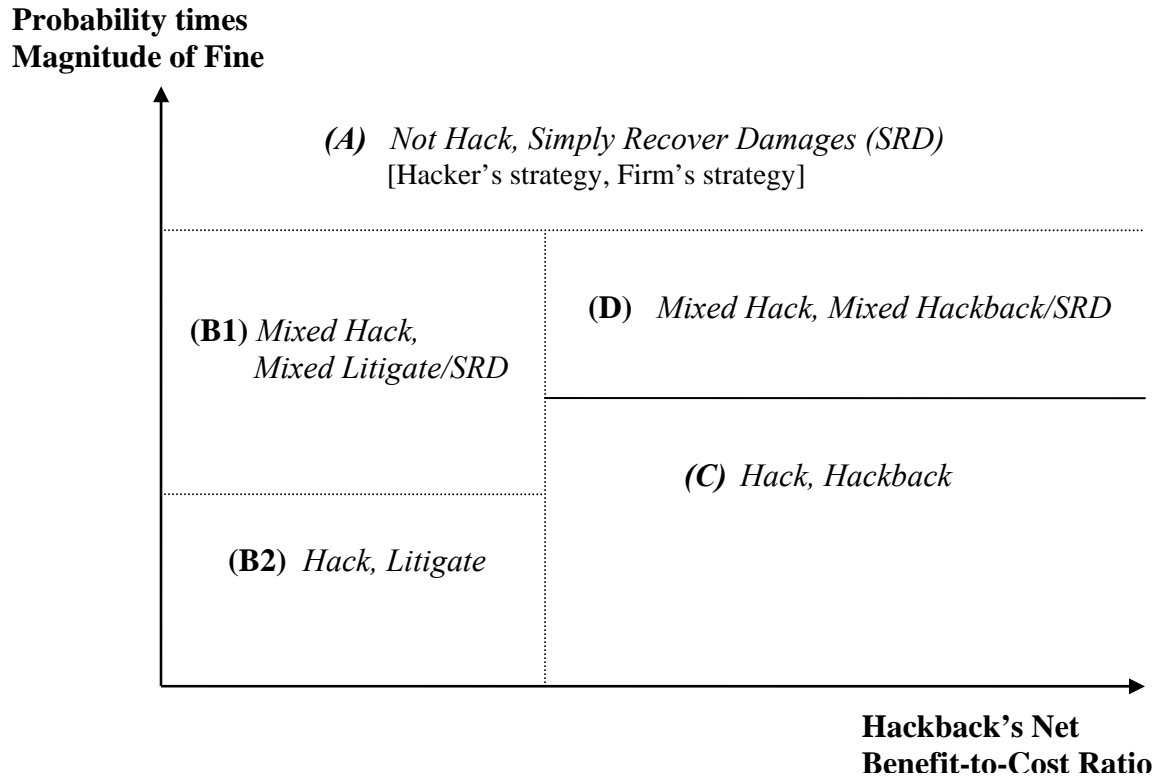 Probability times
Magnitude of Fine
(A) Not Hack, Simply Recover Damages (SRD)
[Hacker’s strategy, Firm’s strategy]
(B1) Mixed Hack,
Mixed Litigate/SRD
(D) Mixed Hack, Mixed Hackback/SRD
(C) Hack, Hackback
(B2) Hack, Litigate
Hackback’s Net
Benefit-to-Cost Ratio